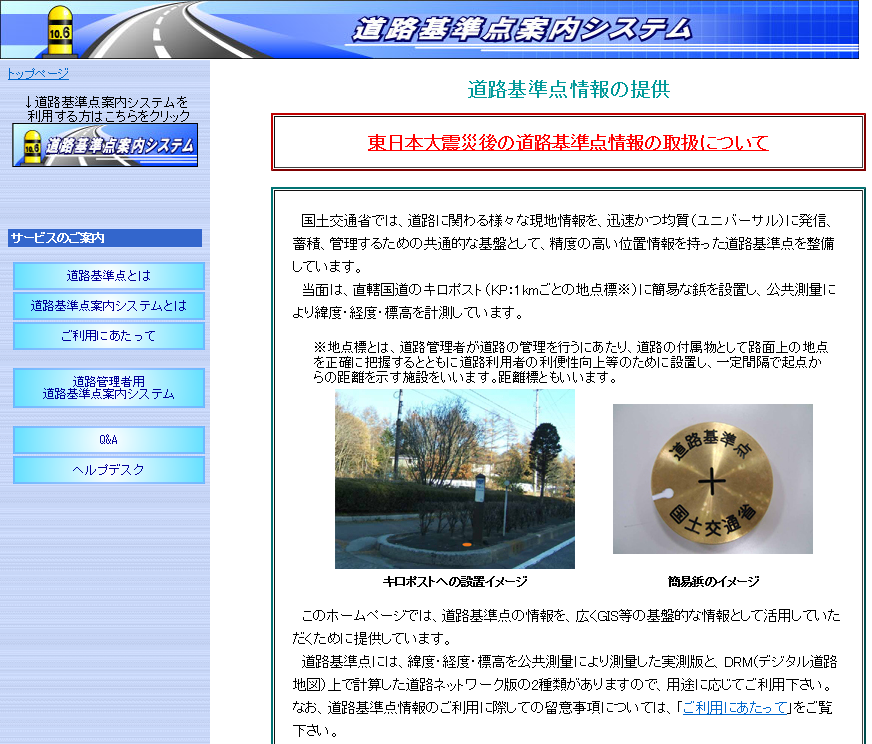 10.6
道路基準点案内システム
トップページ
↓道路基準点案内システムを
利用する方はこちらをクリック
10.6 道路基準点案内システム
サービスのご案内
道路基準点とは
道路基準点案内システムとは
ご利用にあたって
道路管理者用
道路基準点案内システム
Q&A
ヘルプデスク
道路基準点情報の提供
東日本大震災後の道路基準点情報の取扱について
国土交通省では、道路に関わる様々な現地情報を、迅速かつ均質(ユニバーサル)に発信、
蓄積、管理するための共通的な基盤として、精度の高い位置情報を持った道路基準点を整備
しています。
当面は、直轄国道のキロポスト(KP:1kmごとの地点標※)に簡易な鋲を設置し、公共測量に
より緯度・経度・標高を計測しています。
※地点標とは、道路管理者が道路の管理を行うにあたり、道路の付属物として路面上の地点
を正確に把握するとともに道路利用者の利便性向上等のために設置し、一定間隔で起点か
らの距離を示す施設をいいます。距離標ともいいます。
道路基準点
国土交通省
キロポストへの設置イメージ
簡易鋲のイメージ
このホームページでは、道路基準点の情報を、広くGIS等の基盤的な情報として活用していた
だくために提供しています。
道路基準点には、緯度・経度・標高を公共測量により測量した実測版と、DRM(デジタル道路
地図)上で計算した道路ネットワーク版の2種類がありますので、用途に応じてご利用下さい。
なお、道路基準点情報のご利用に際しての留意事項については、「ご利用にあたって」をご覧
下さい。